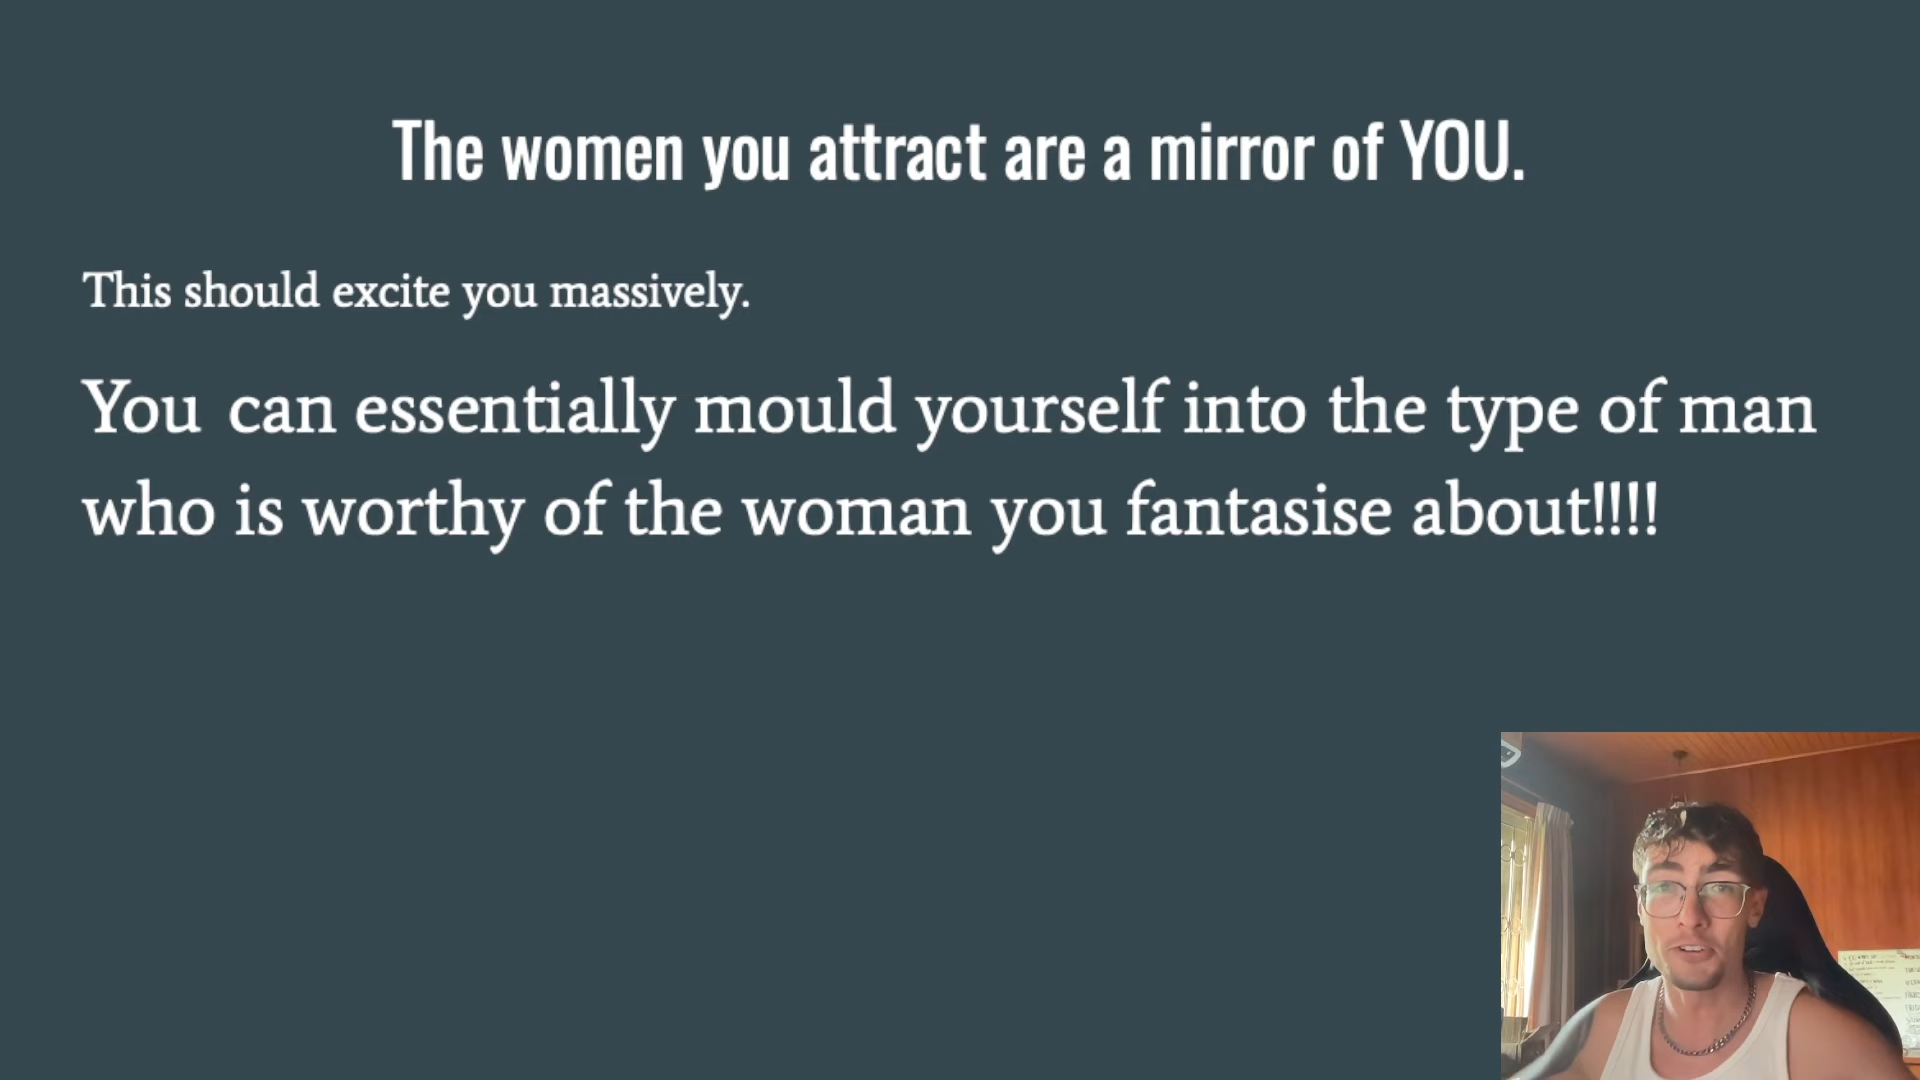 The women you attract are a mirror of YOU.
This should excite you massively.
You can essentially mould yourself into the type of man
who is worthy of the woman you fantasise about!!!!